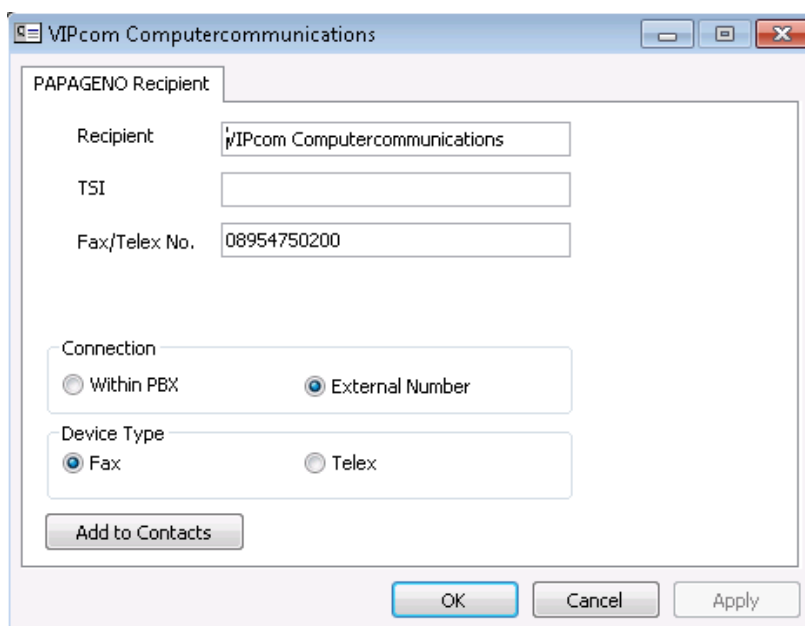 VIPcom Computercommunications
PAPAGENO Recipient
Recipient VIPcom Computercommunications
TSI
Fax/Telex No. 08954750200
Connection
Within PBX External Number
Device Type
Fax Telex
Add to Contacts
OK Cancel Apply